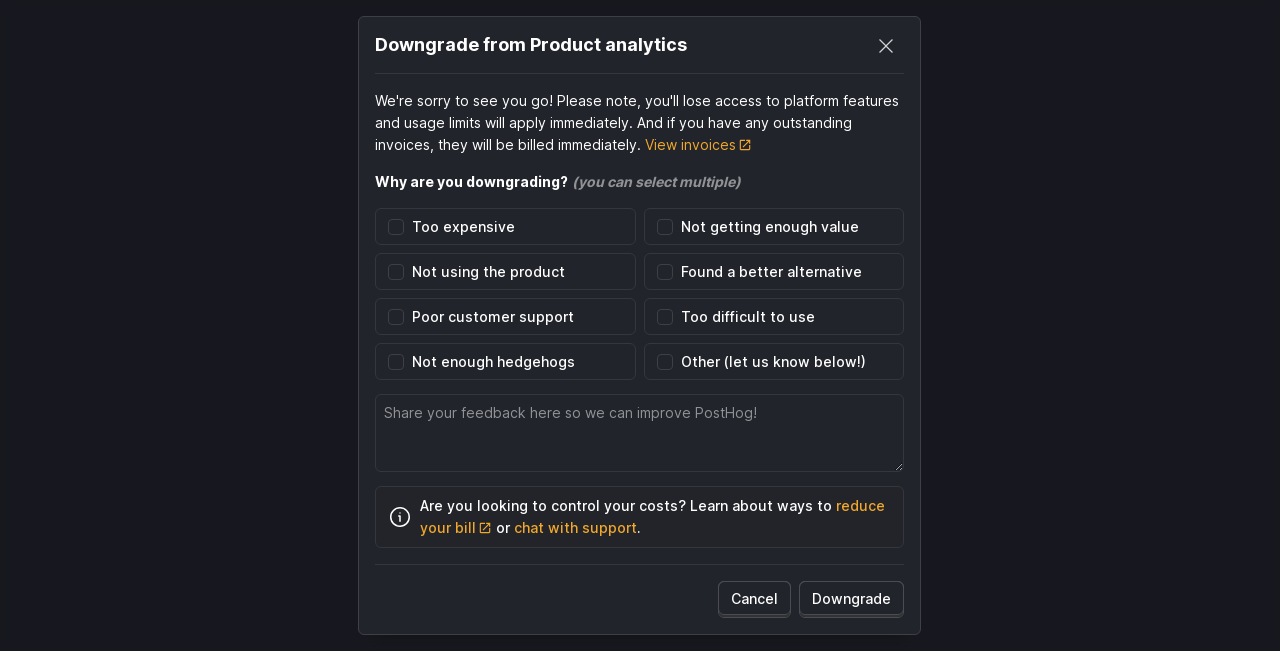 Downgrade from Product analytics
We're sorry to see you go! Please note, you'll lose access to platform features
and usage limits will apply immediately. And if you have any outstanding
invoices, they will be billed immediately. View invoices
Why are you downgrading? (you can select multiple)
Too expensive
Not getting enough value
Not using the product
Found a better alternative
Poor customer support
Too difficult to use
Not enough hedgehogs
Other (let us know below!)
Share your feedback here so we can improve PostHog!
Are you looking to control your costs? Learn about ways to reduce
your bill or chat with support.
Cancel
Downgrade